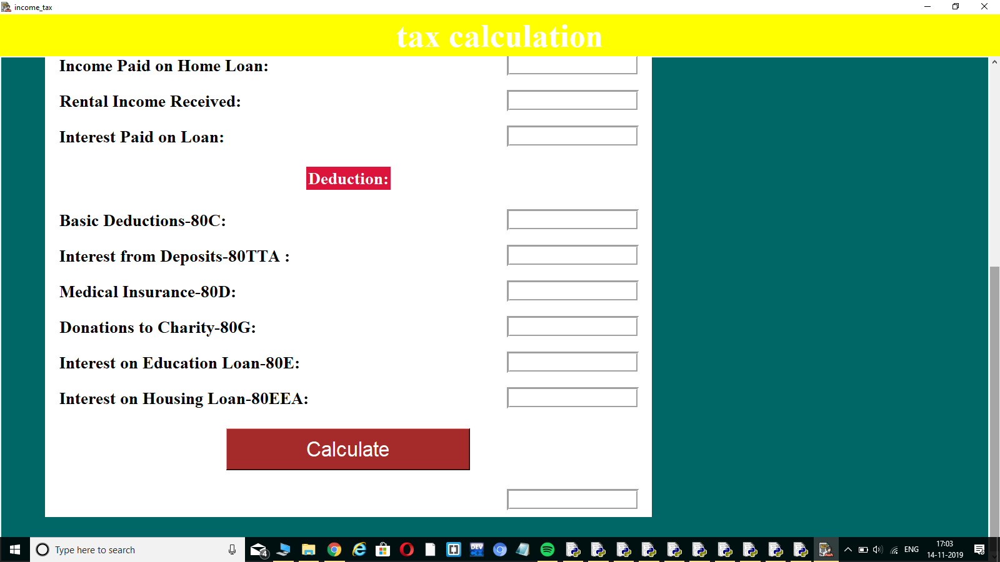 income_tax
tax calculation
Income Paid on Home Loan:
Rental Income Received:
Interest Paid on Loan:
Deduction:
Basic Deductions-80C:
Interest from Deposits-80TTA :
Medical Insurance-80D:
Donations to Charity-80G:
Interest on Education Loan-80E:
Interest on Housing Loan-80EEA:
Calculate
Type here to search
4
DEV
ENG
17:03
14-11-2019